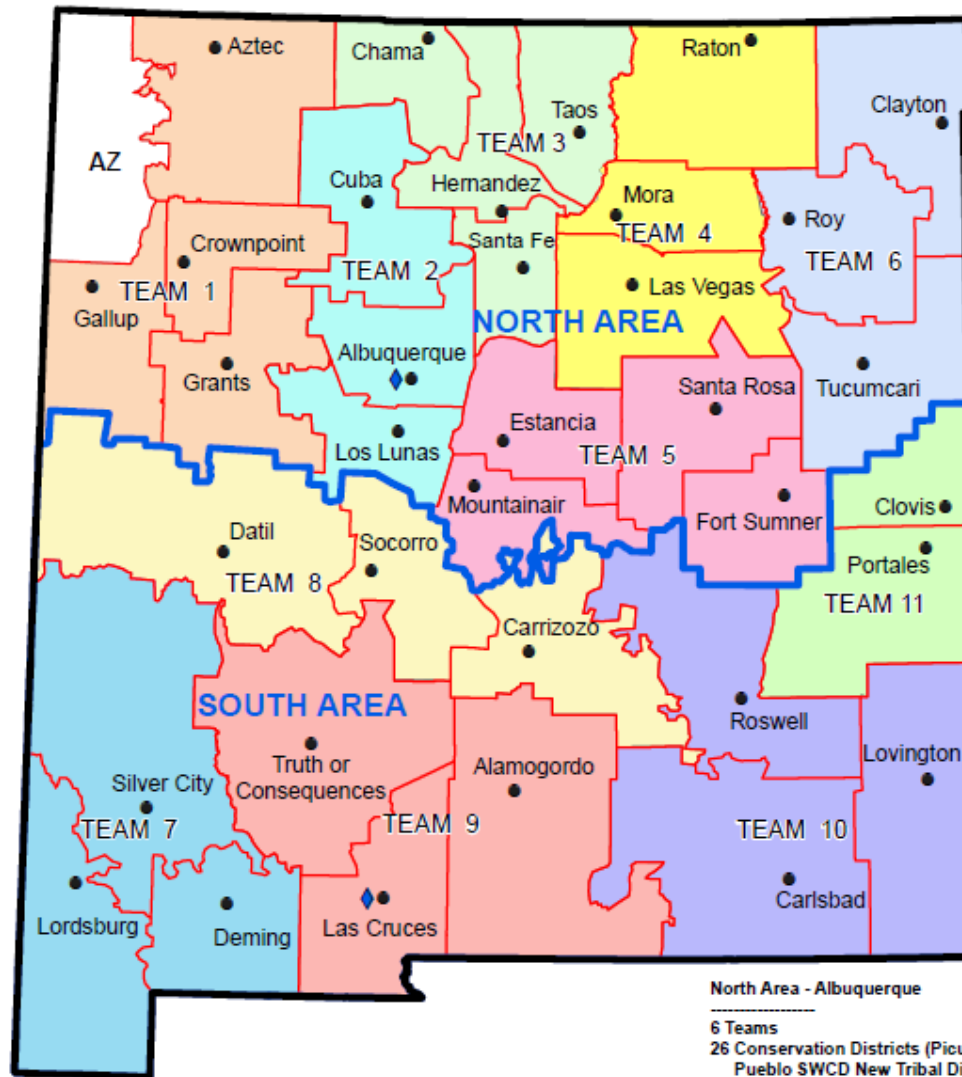 Aztec
Chama
Raton
Clayton
Taos
AZ
TEAM 3
Cuba
Hernandez
Mora
Roy
TEAM 4
Crownpoint
Santa Fe
TEAM 6
TEAM 2
TEAM 1
Las Vegas
Gallup
NORTH AREA
Albuquerque
Grants
Santa Rosa
Tucumcari
Estancia
Los Lunas
TEAM 5
Mountainair
Fort Sumner
Clovis
Datil
Socorro
Portales
TEAM 8
TEAM 11
Carrizozo
SOUTH AREA
Roswell
Lovington
Truth or
Consequences
Alamogordo
Silver City
TEAM 7
TEAM 9
TEAM 10
Carlsbad
Lordsburg
Deming
Las Cruces
North Area - Albuquerque
------------------
6 Teams
26 Conservation Districts (Picu
Pueblo SWCD New Tribal Di